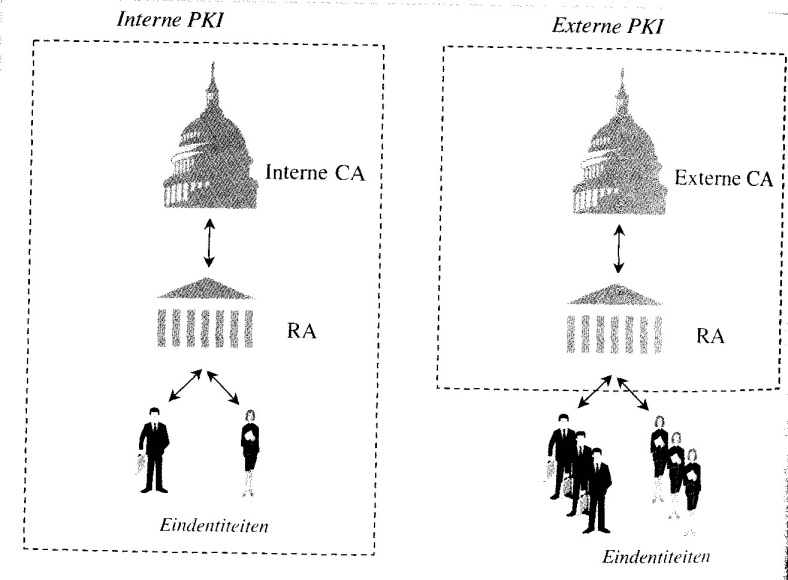 Interne PKI
Interne CA
RA
Eindentiteiten
Externe PKI
Externe CA
RA
Eindentiteiten